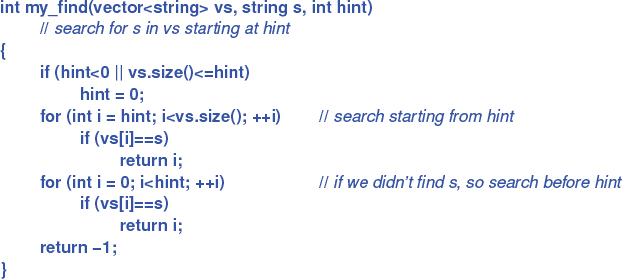 int my_find(vector<string> vs, string s, int hint)
// search for s in vs starting at hint
{
if (hint<0 || vs.size()<=hint)
hint = 0;
for (int i = hint; i<vs.size(); ++i) // search starting from hint
if (vs[i]==s)
return i;
for (int i = 0; i<hint; ++i) // if we didn’t find s, so search before hint
if (vs[i]==s)
return i;
return –1;
}